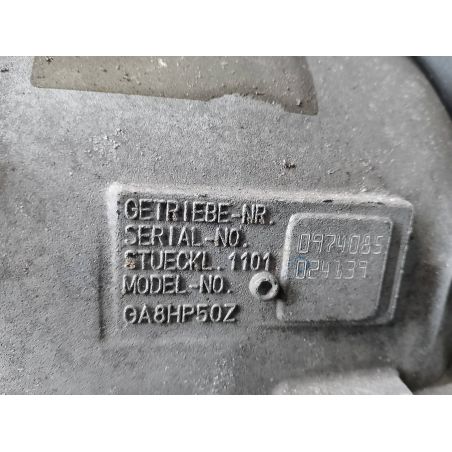 GETRIEBE-NR.
SERIAL-NO. 0974085
STUECKL. 1101 024139
MODEL-NO.
GA8HP50Z